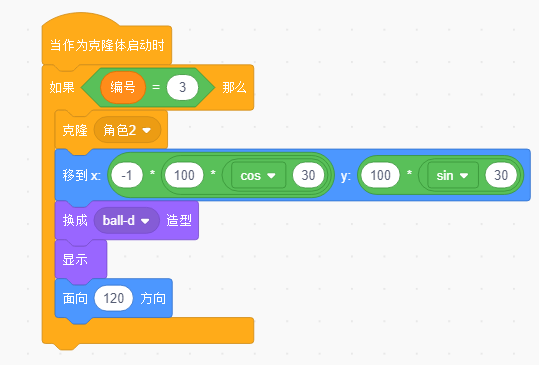 当作为克隆体启动时
如果 编号 = 3 那么
克隆 角色2
移到 x: -1 * 100 * cos 30 y: 100 * sin 30
换成 ball-d 造型
显示
面向 120 方向